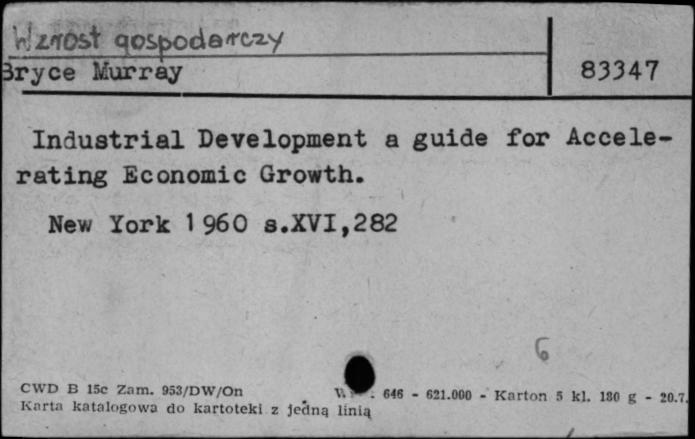 Wzrost gospodarczy
Bryce Murray
83347
Industrial Development a guide for Accele-
rating Economic Growth.
New York 1960 s.XVI,282
6
CWD B 15c Zam. 953/DW/On 646 - 621.000 - Karton 5 kl. 180 g - 20.7.
Karta katalogowa do kartoteki z jedną linią